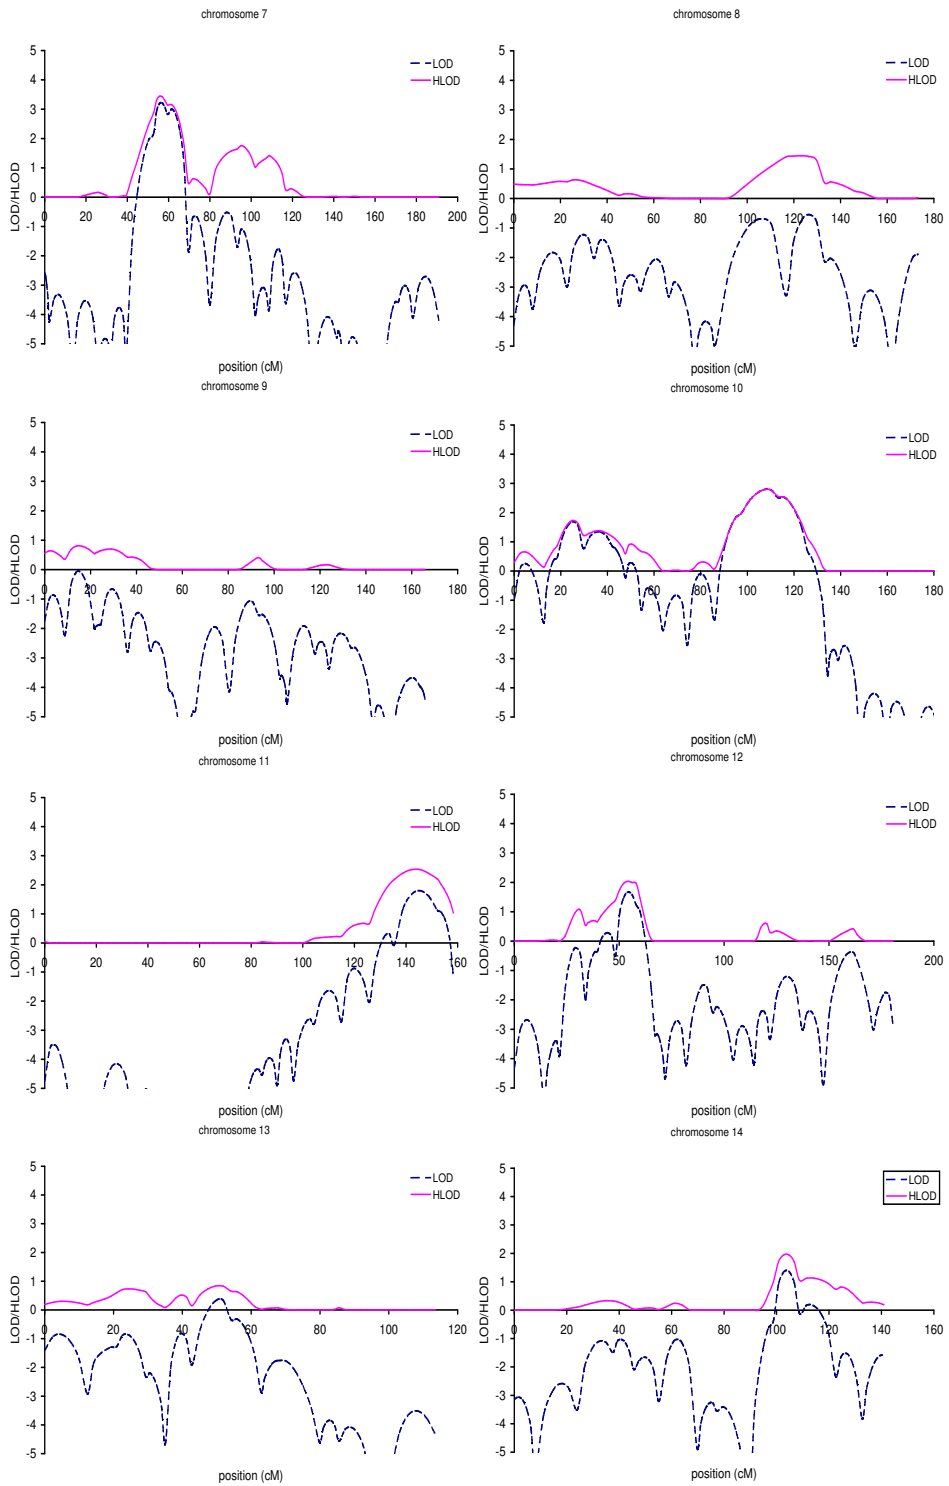 chromosome 7
5
4
3
2
1
0
-1
-2
-3
-4
-5
0 20 40 60 80 100 120 140 160 180 200
LOD/HLOD
position (cM)
LOD
HLOD
chromosome 8
5
4
3
2
1
0
-1
-2
-3
-4
-5
0 20 40 60 80 100 120 140 160 180
LOD/HLOD
position (cM)
LOD
HLOD
chromosome 9
5
4
3
2
1
0
-1
-2
-3
-4
-5
0 20 40 60 80 100 120 140 160 180
LOD/HLOD
position (cM)
LOD
HLOD
chromosome 10
5
4
3
2
1
0
-1
-2
-3
-4
-5
0 20 40 60 80 100 120 140 160 180
LOD/HLOD
position (cM)
LOD
HLOD
chromosome 11
5
4
3
2
1
0
-1
-2
-3
-4
-5
0 20 40 60 80 100 120 140 160
LOD/HLOD
position (cM)
LOD
HLOD
chromosome 12
5
4
3
2
1
0
-1
-2
-3
-4
-5
0 50 100 150 200
LOD/HLOD
position (cM)
LOD
HLOD
chromosome 13
5
4
3
2
1
0
-1
-2
-3
-4
-5
0 20 40 60 80 100 120
LOD/HLOD
position (cM)
LOD
HLOD
chromosome 14
5
4
3
2
1
0
-1
-2
-3
-4
-5
0 20 40 60 80 100 120 140 160
LOD/HLOD
position (cM)
LOD
HLOD